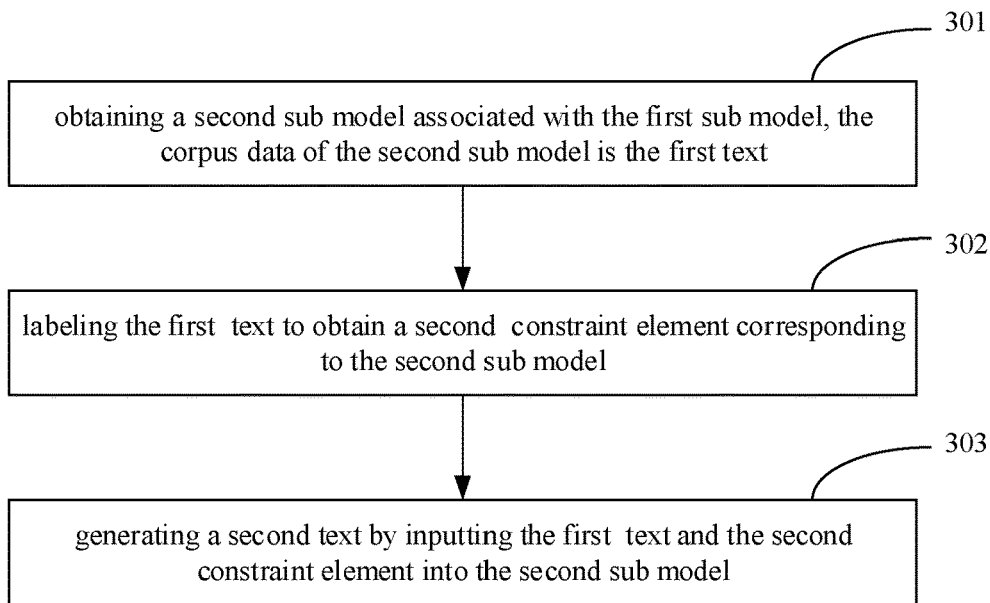 301
obtaining a second sub model associated with the first sub model, the
corpus data of the second sub model is the first text
302
labeling the first text to obtain a second constraint element corresponding
to the second sub model
303
generating a second text by inputting the first text and the second
constraint element into the second sub model